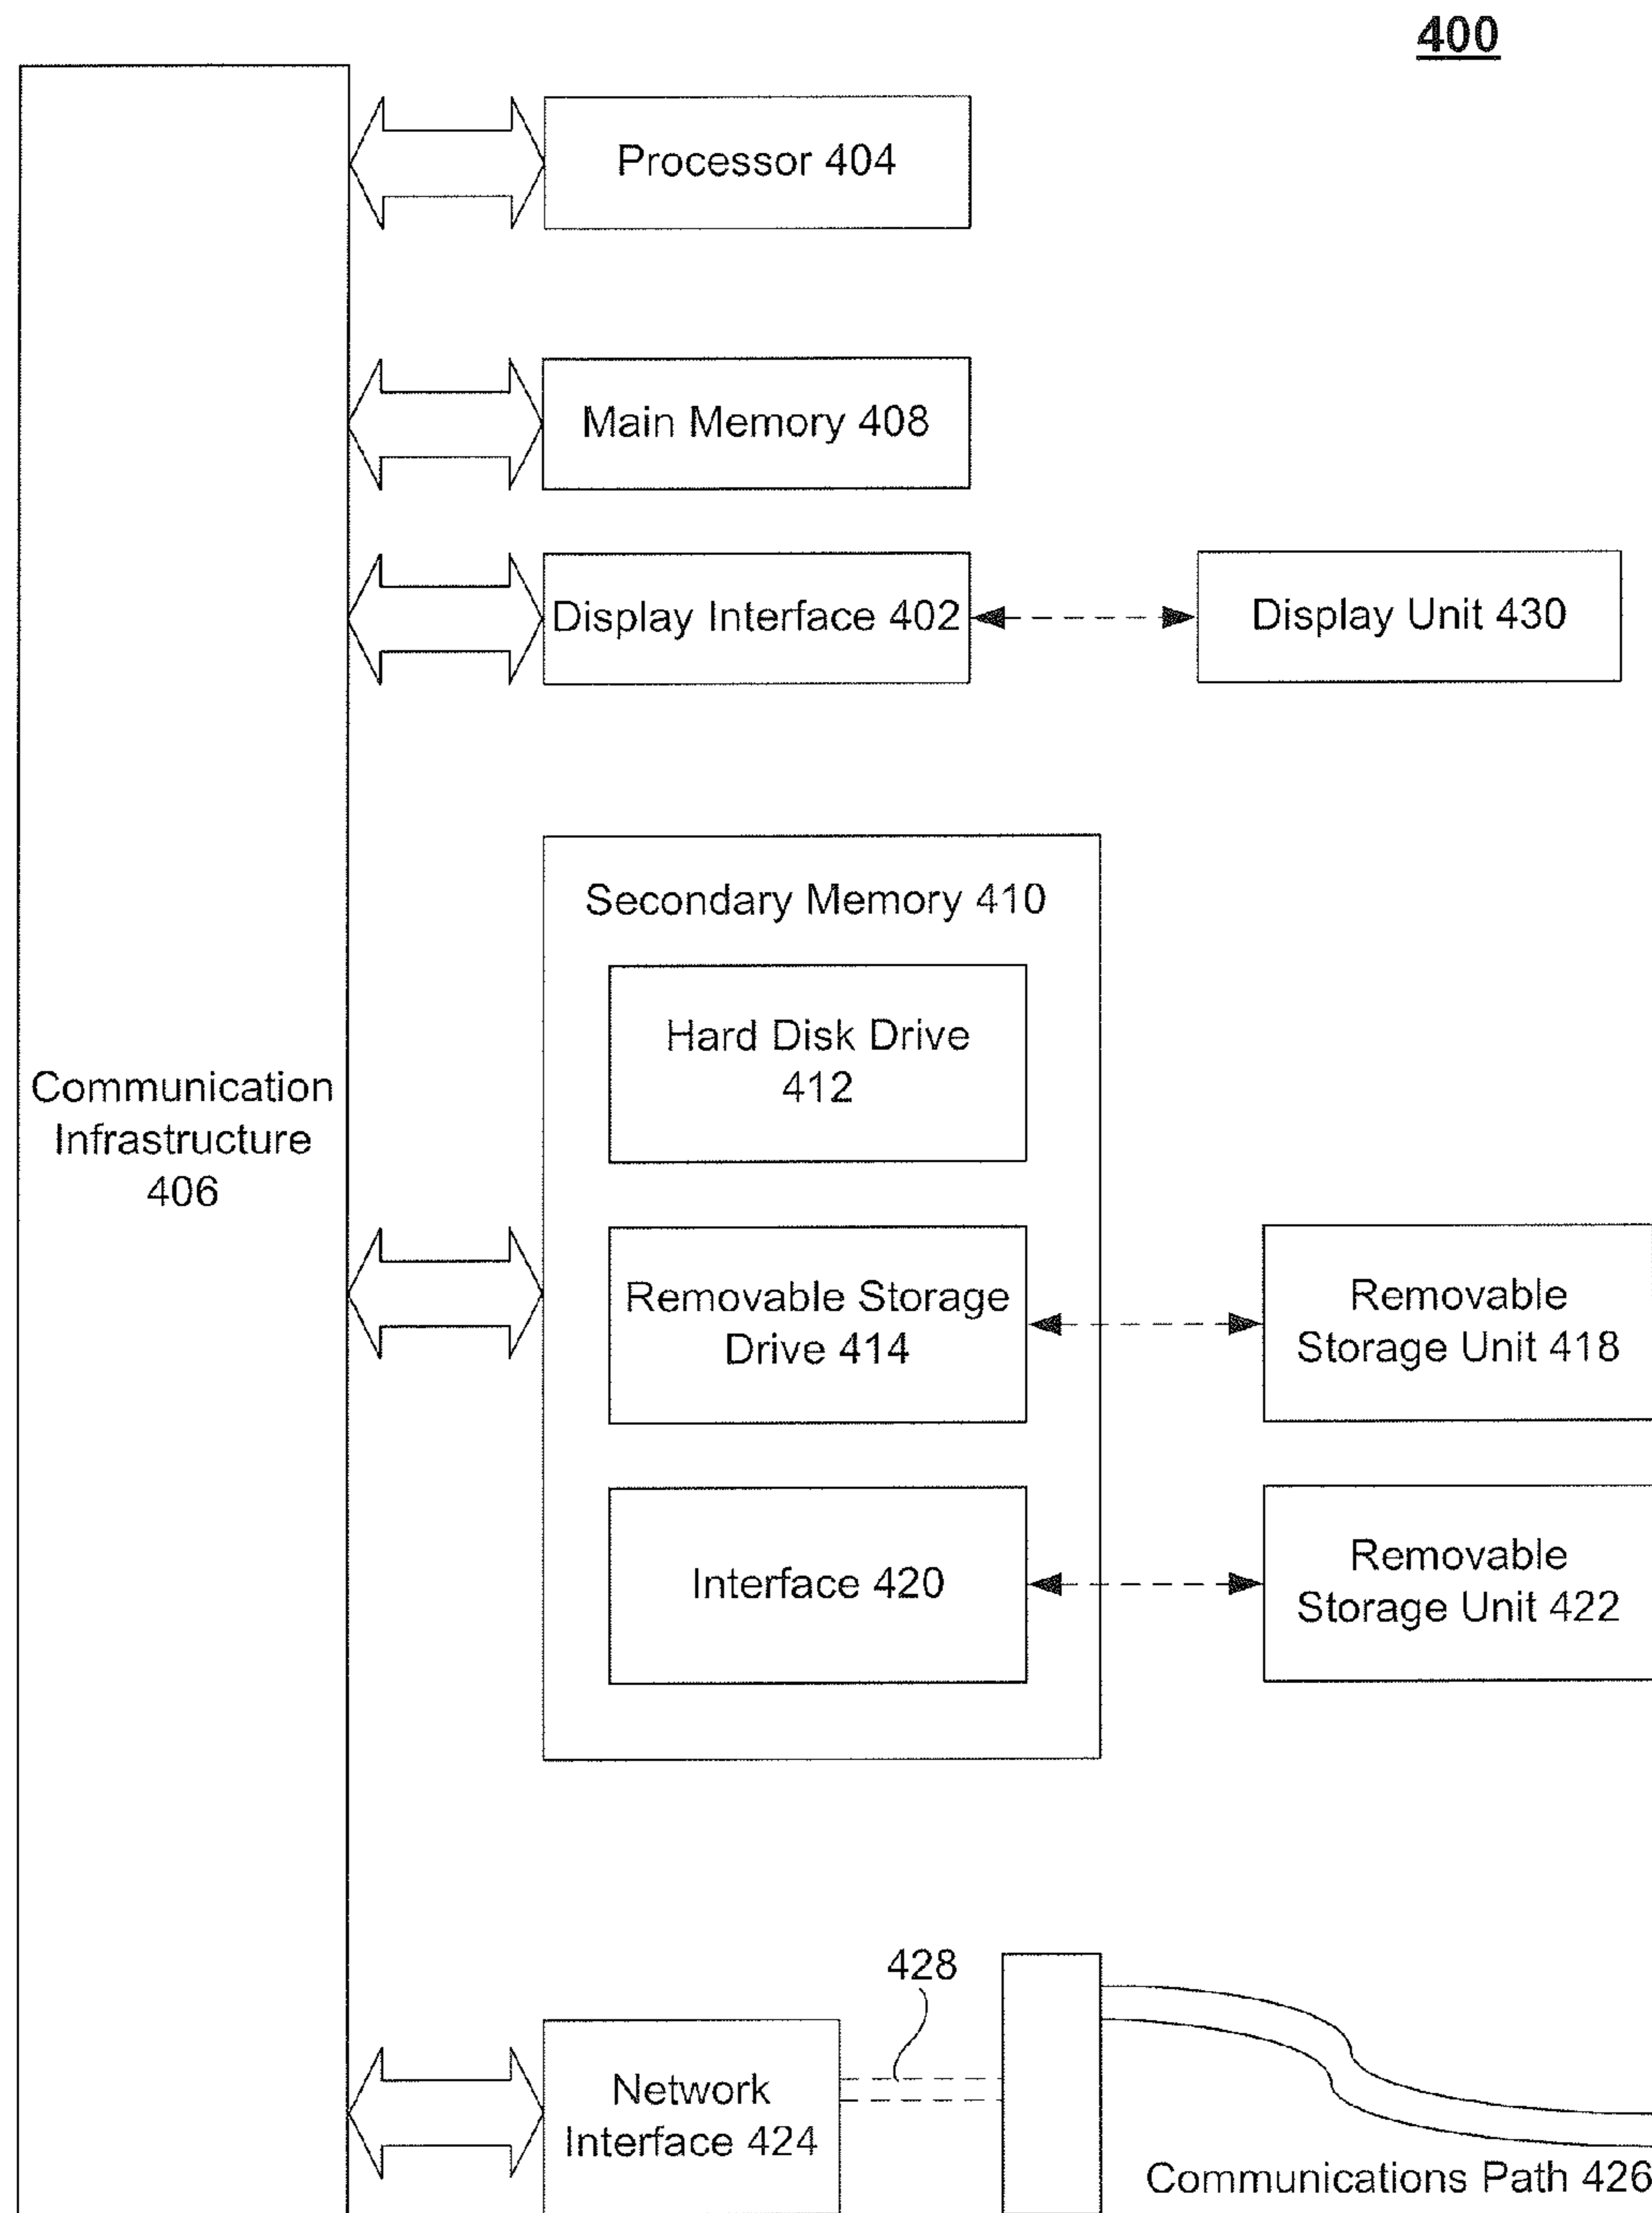 400
Processor 404
Main Memory 408
Display Interface 402
Display Unit 430
Secondary Memory 410
Hard Disk Drive
412
Communication
Infrastructure
406
Removable Storage
Drive 414
Removable
Storage Unit 418
Interface 420
Removable
Storage Unit 422
428
Network
Interface 424
Communications Path 426